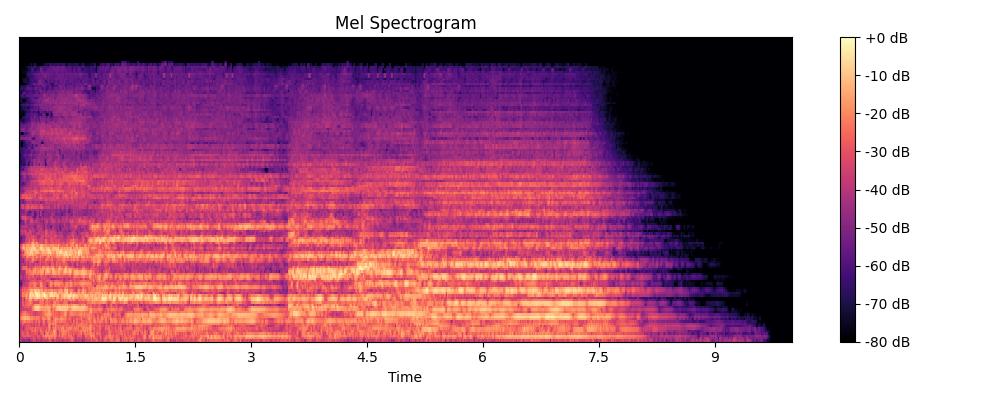 Mel Spectrogram
+0 dB
-10 dB
-20 dB
-30 dB
-40 dB
-50 dB
-60 dB
-70 dB
-80 dB
0 1.5 3 4.5 6 7.5 9
Time